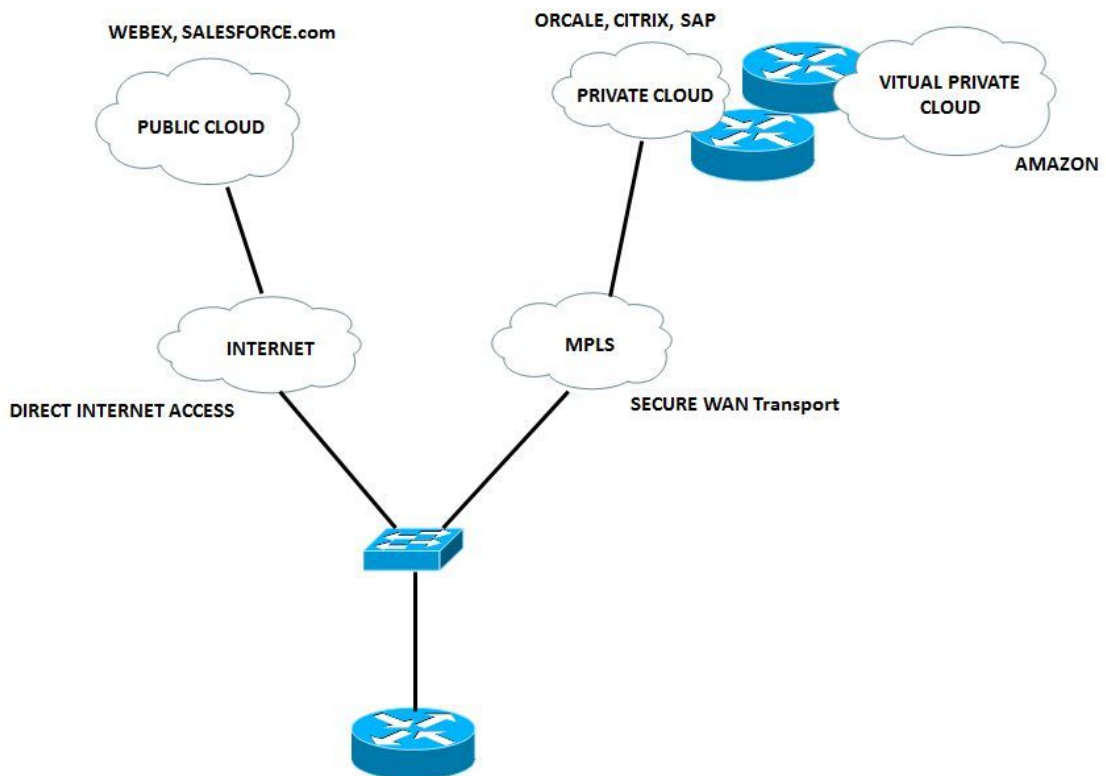 WEBEX, SALESFORCE.com
ORCALE, CITRIX, SAP
PUBLIC CLOUD
PRIVATE CLOUD
VITUAL PRIVATE
CLOUD
AMAZON
INTERNET
MPLS
DIRECT INTERNET ACCESS
SECURE WAN Transport